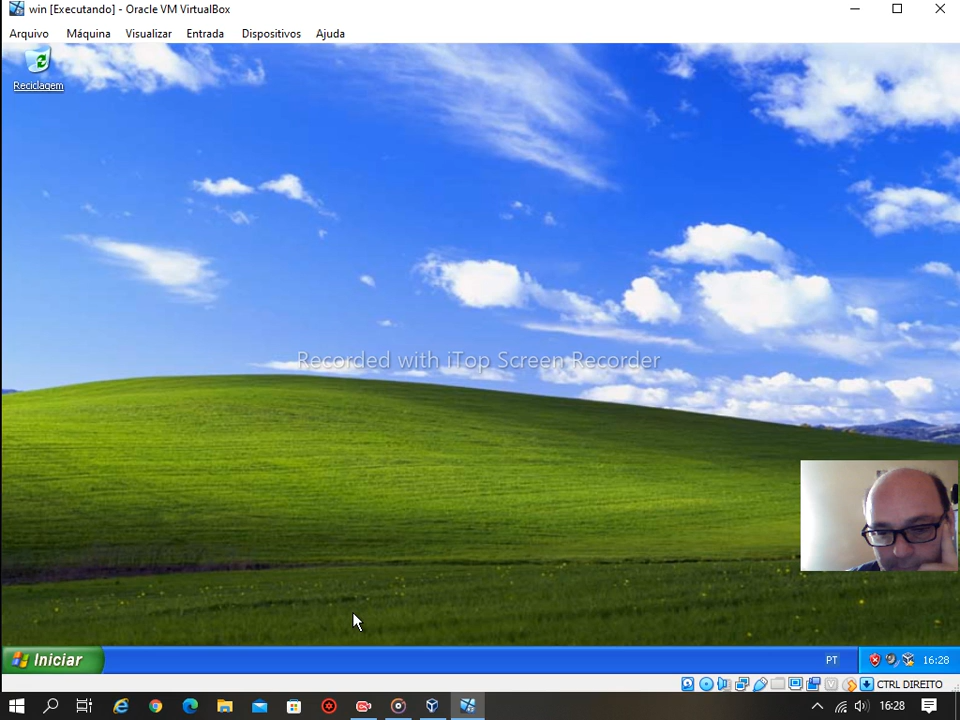 win [Executando] - Oracle VM VirtualBox
Arquivo Máquina Visualizar Entrada Dispositivos Ajuda
Reciclagem
Recorded with iTop Screen Recorder
Iniciar PT 16:28
CTRL DIREITO
16:28